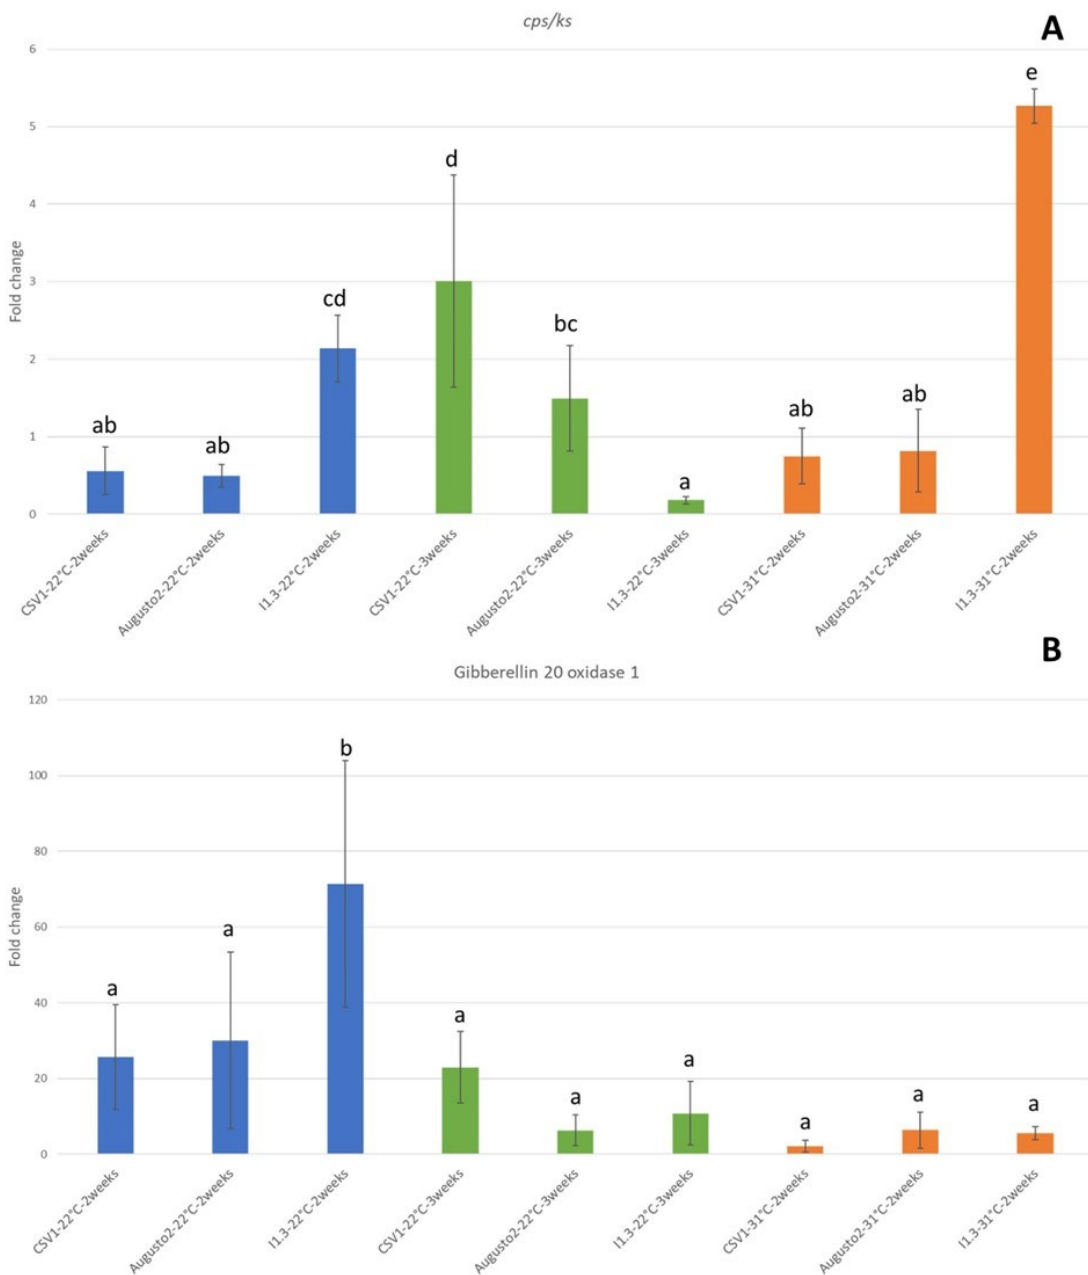 cps/ks
A
6
5
4
3
2
1
0
Fold change
ab
ab
cd
d
bc
a
ab
ab
e
CSV1-22°C-2weeks
Augusto2-22°C-2weeks
I1.3-22°C-2weeks
CSV1-22°C-3weeks
Augusto2-22°C-3weeks
I1.3-22°C-3weeks
CSV1-31°C-2weeks
Augusto2-31°C-2weeks
I1.3-31°C-2weeks
B
Gibberellin 20 oxidase 1
120
100
80
60
40
20
0
Fold change
a
a
b
a
a
a
a
a
a
CSV1-22°C-2weeks
Augusto2-22°C-2weeks
I1.3-22°C-2weeks
CSV1-22°C-3weeks
Augusto2-22°C-3weeks
I1.3-22°C-3weeks
CSV1-31°C-2weeks
Augusto2-31°C-2weeks
I1.3-31°C-2weeks